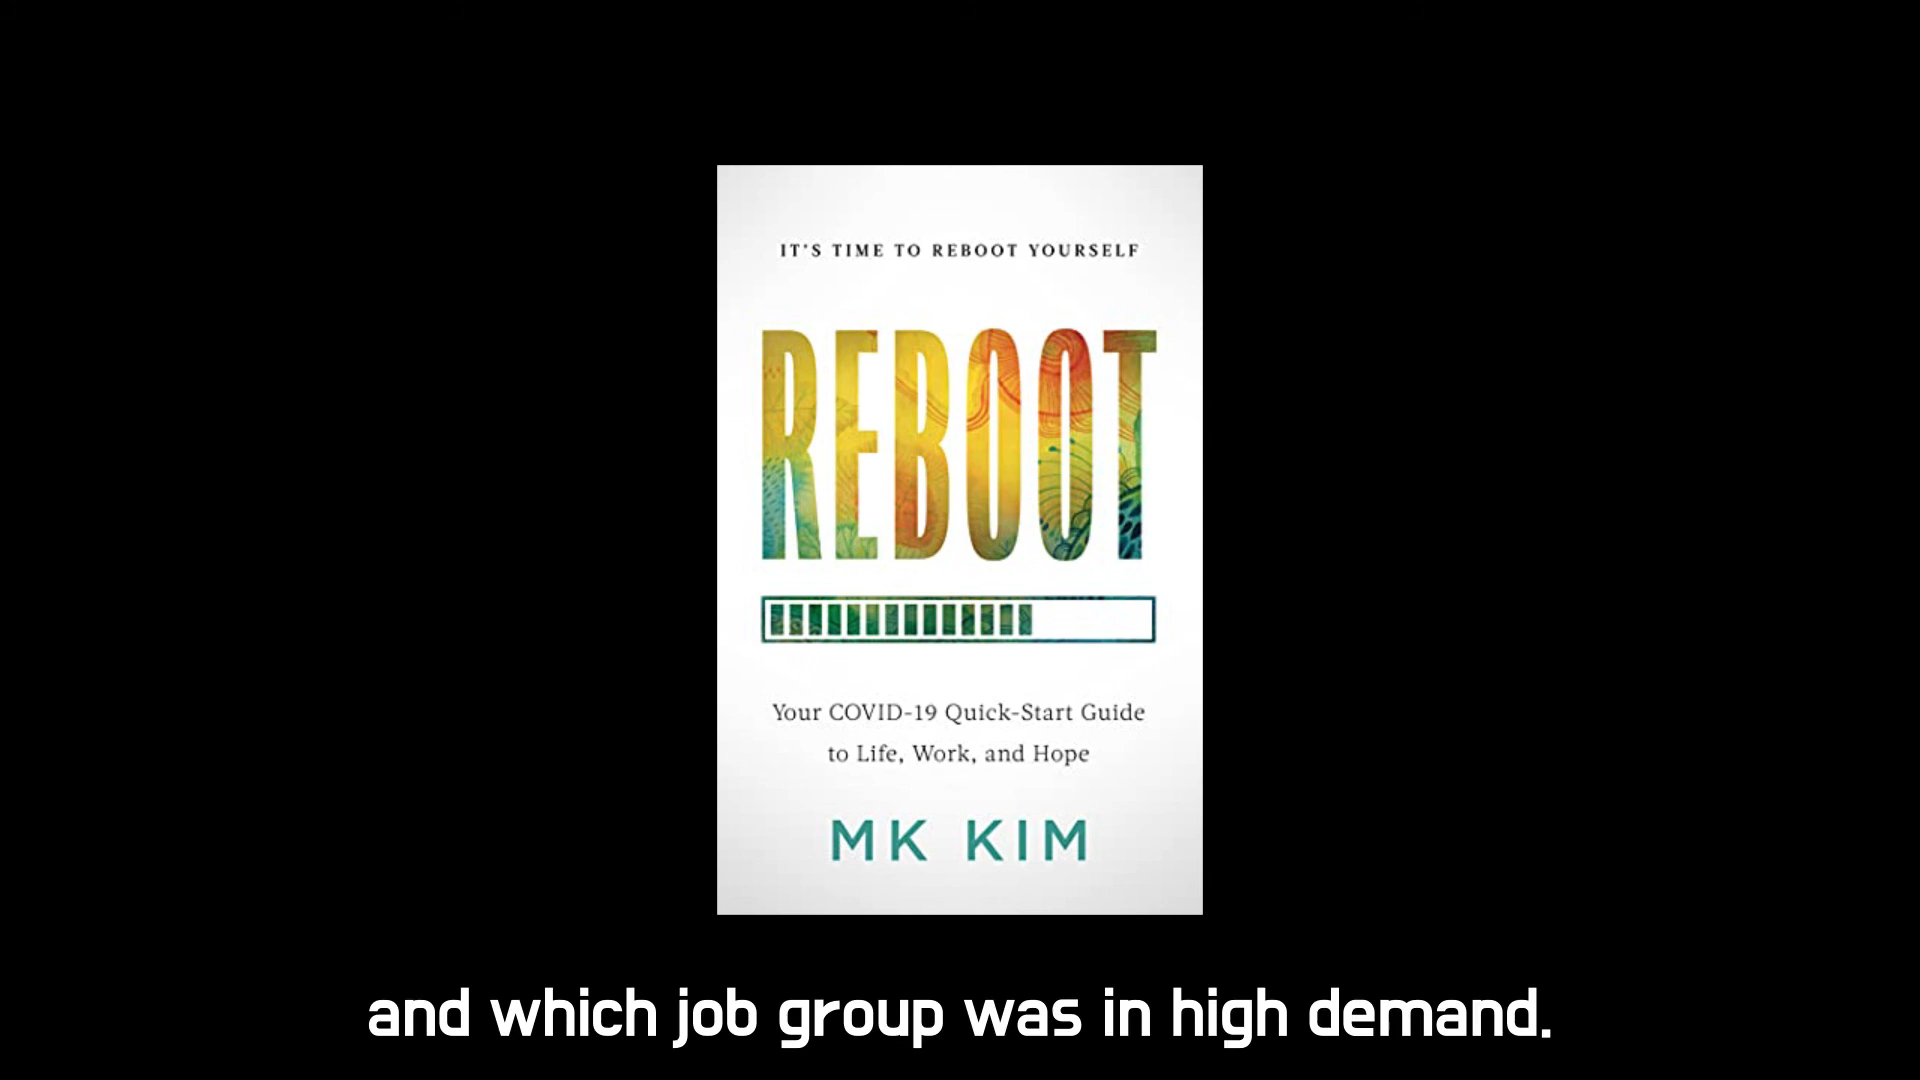 IT'S TIME TO REBOOT YOURSELF
REBOOT
Your COVID-19 Quick-Start Guide
to Life, Work, and Hope
MK KIM
and which job group was in high demand.